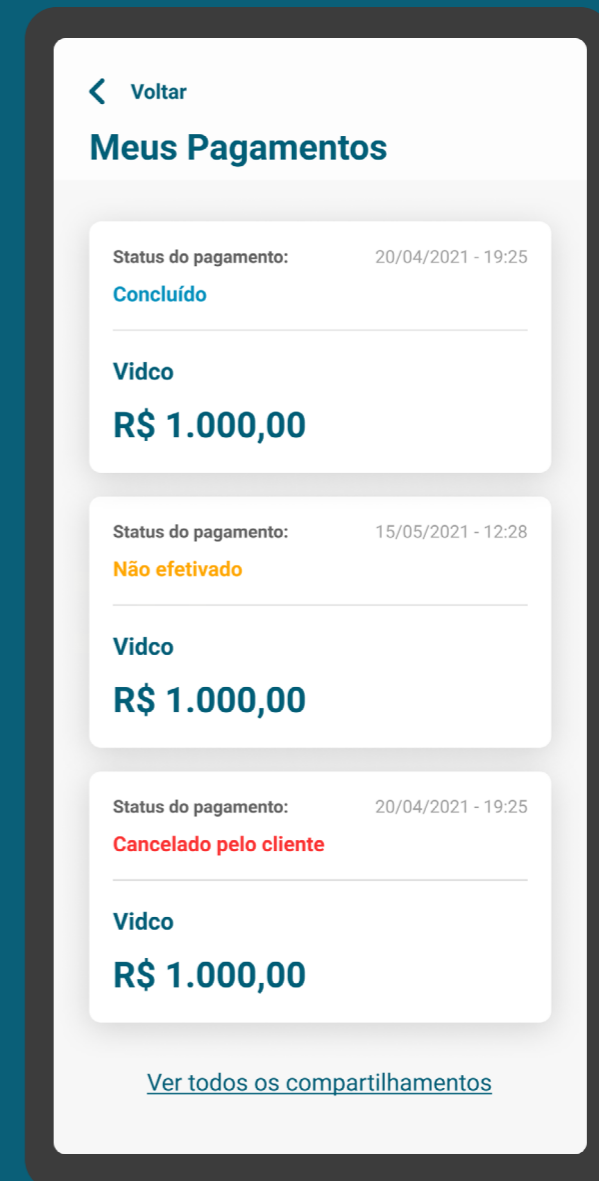 Voltar
Meus Pagamentos
Status do pagamento: 20/04/2021 - 19:25
Concluído
Vidco
R$ 1.000,00
Status do pagamento: 15/05/2021 - 12:28
Não efetivado
Vidco
R$ 1.000,00
Status do pagamento: 20/04/2021 - 19:25
Cancelado pelo cliente
Vidco
R$ 1.000,00
Ver todos os compartilhamentos